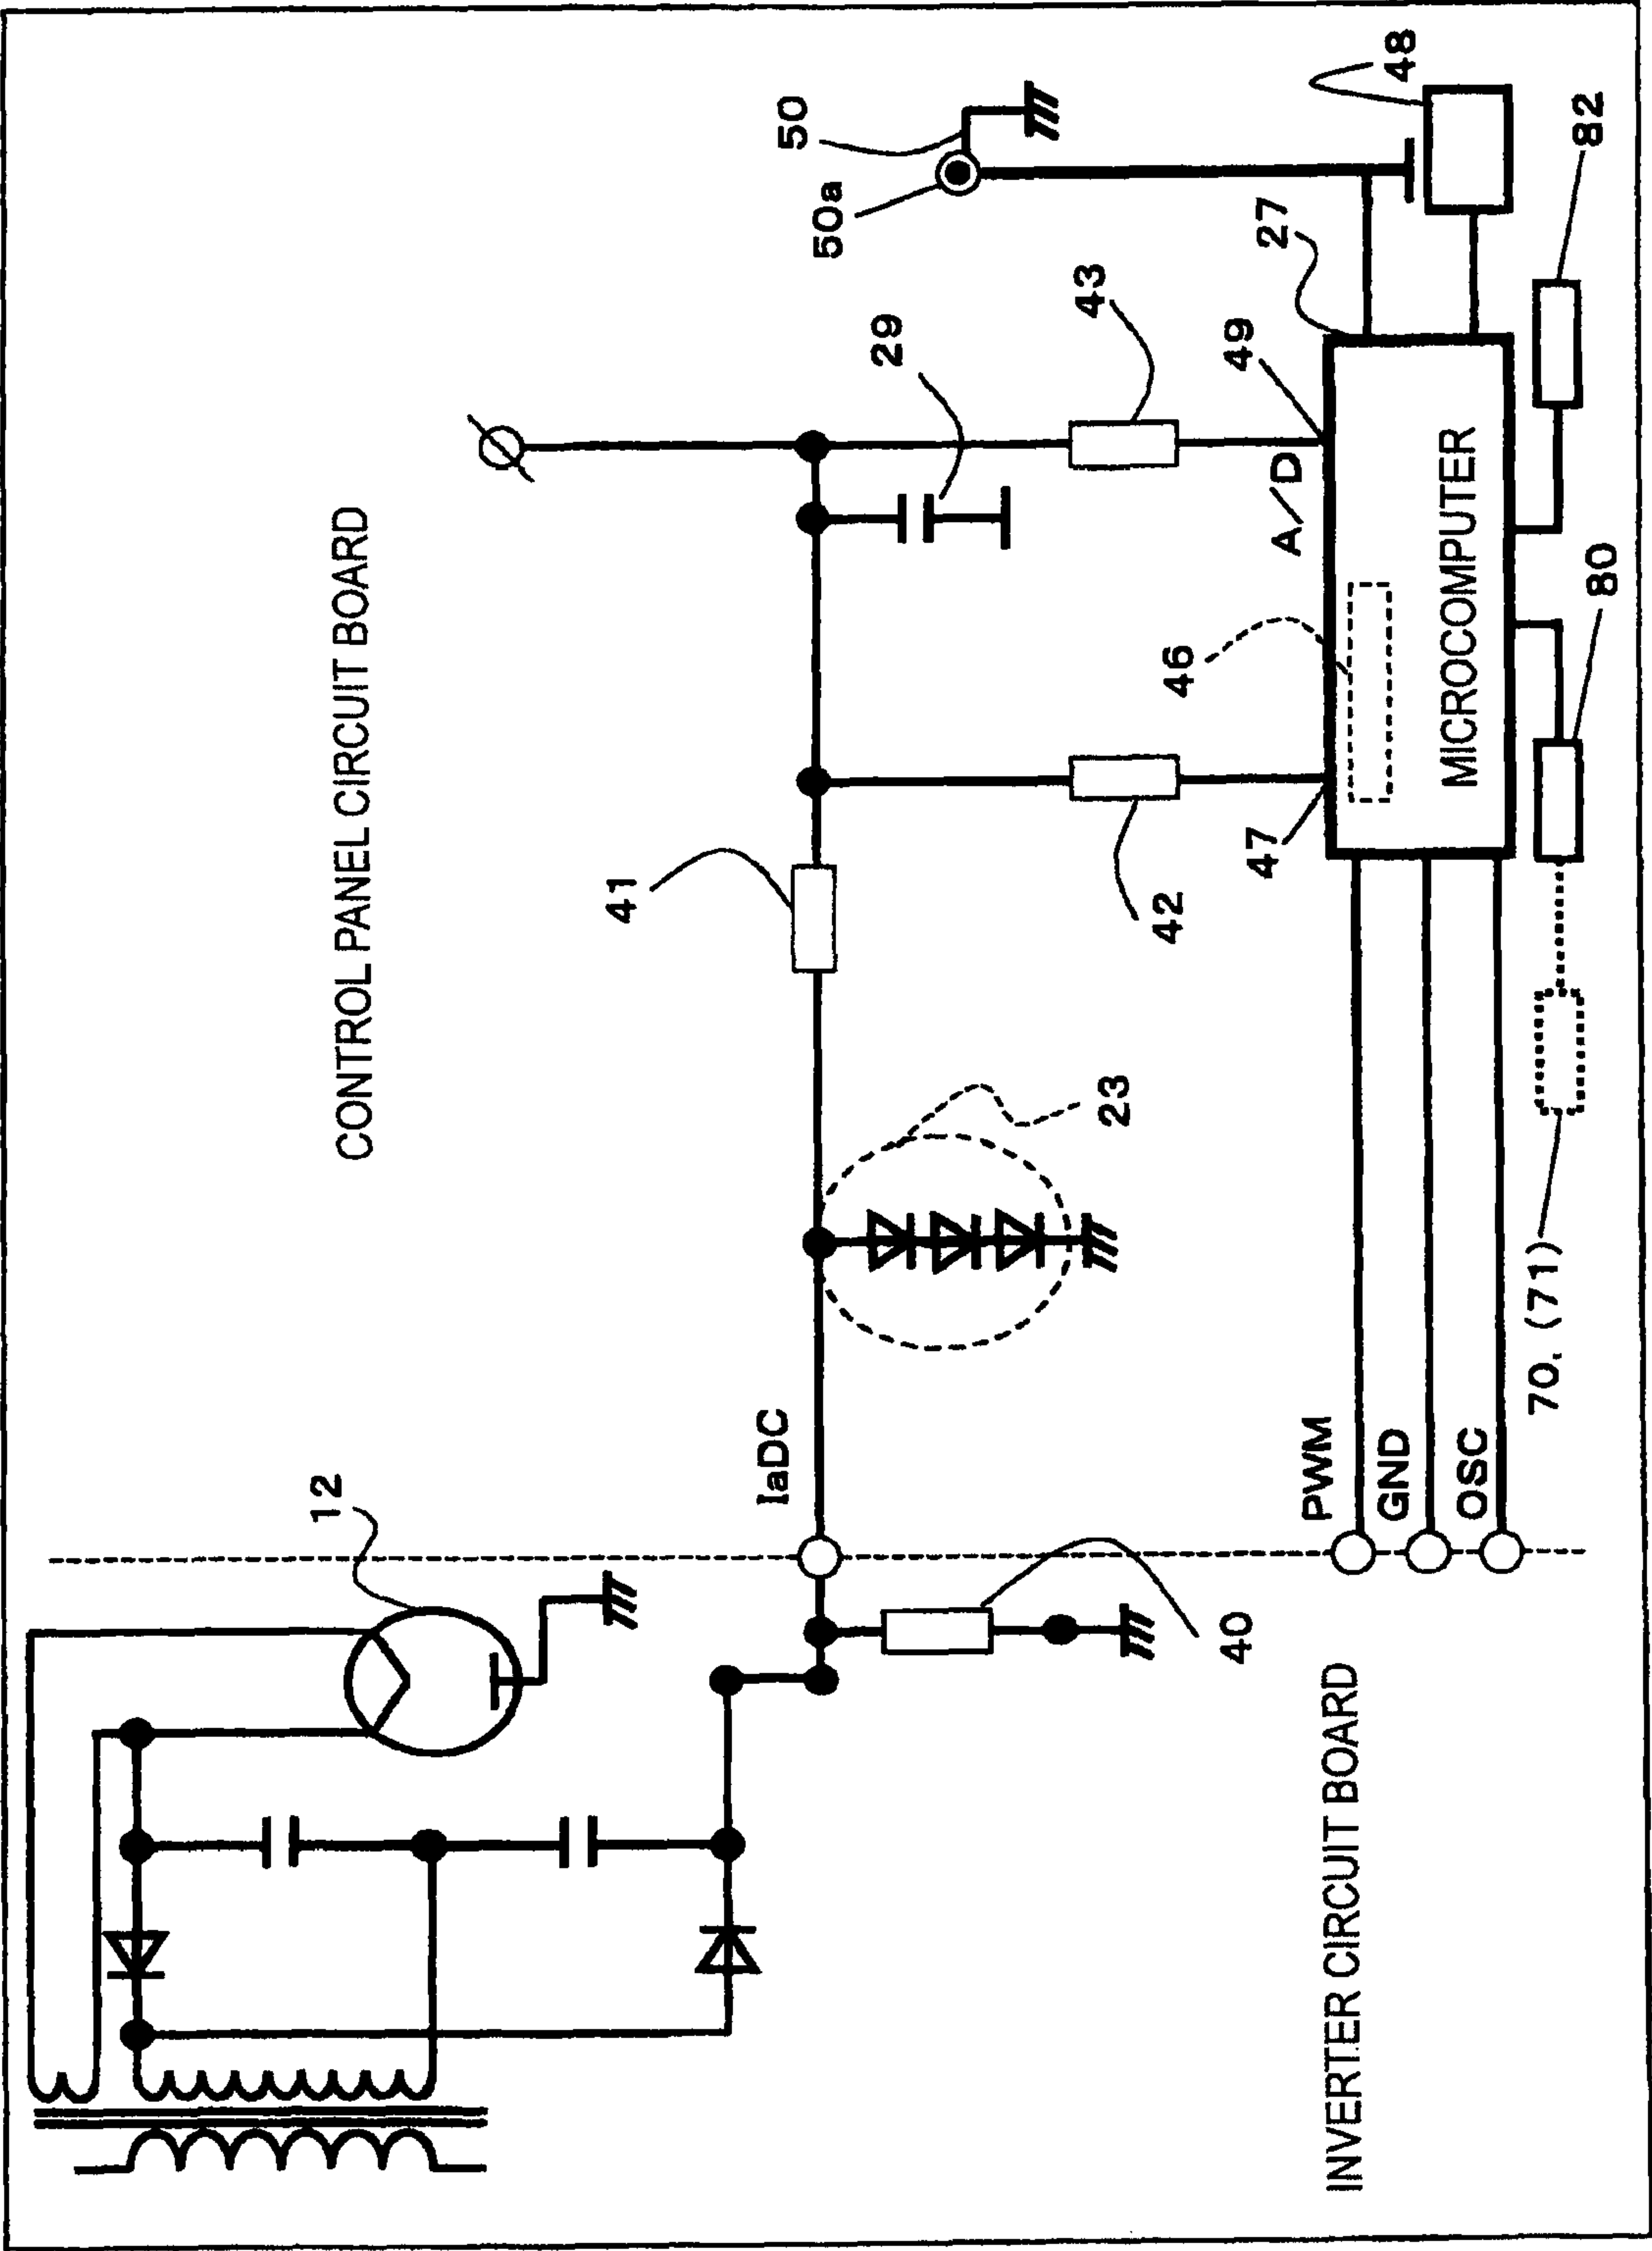 CONTROL PANEL CIRCUIT BOARD
12
IaDC
41
23
29
50
50a
43
42
40
46
47
49
A/D
27
48
MICROCOMPUTER
PWM
GND
OSC
70. (71)
80
82
INVERTER CIRCUIT BOARD